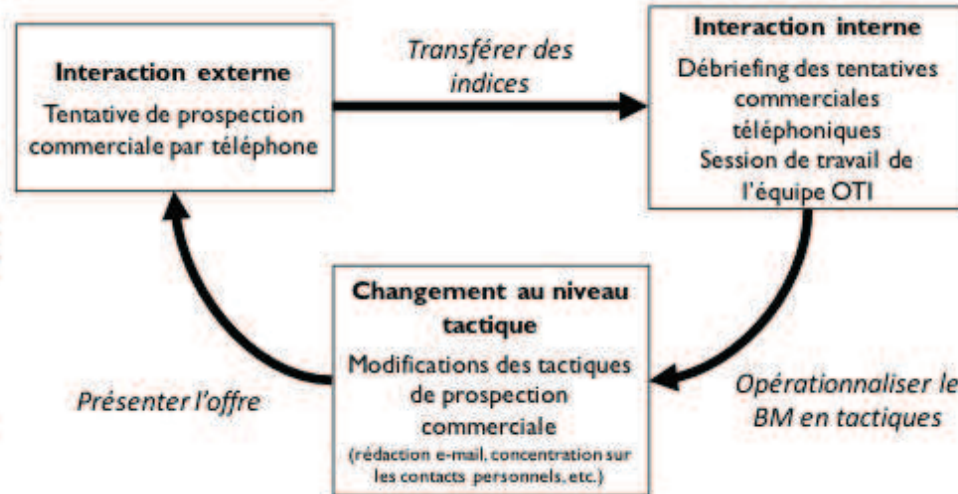 Interaction externe
Tentative de prospection
commerciale par téléphone
Transférer des
indices
Interaction interne
Débriefing des tentatives
commerciales
téléphoniques
Session de travail de
l'équipe OTI
Changement au niveau
tactique
Modifications des tactiques
de prospection
commerciale
(rédaction e-mail, concentration sur
les contacts personnels, etc.)
Présenter l'offre
Opérationnaliser le
BM en tactiques